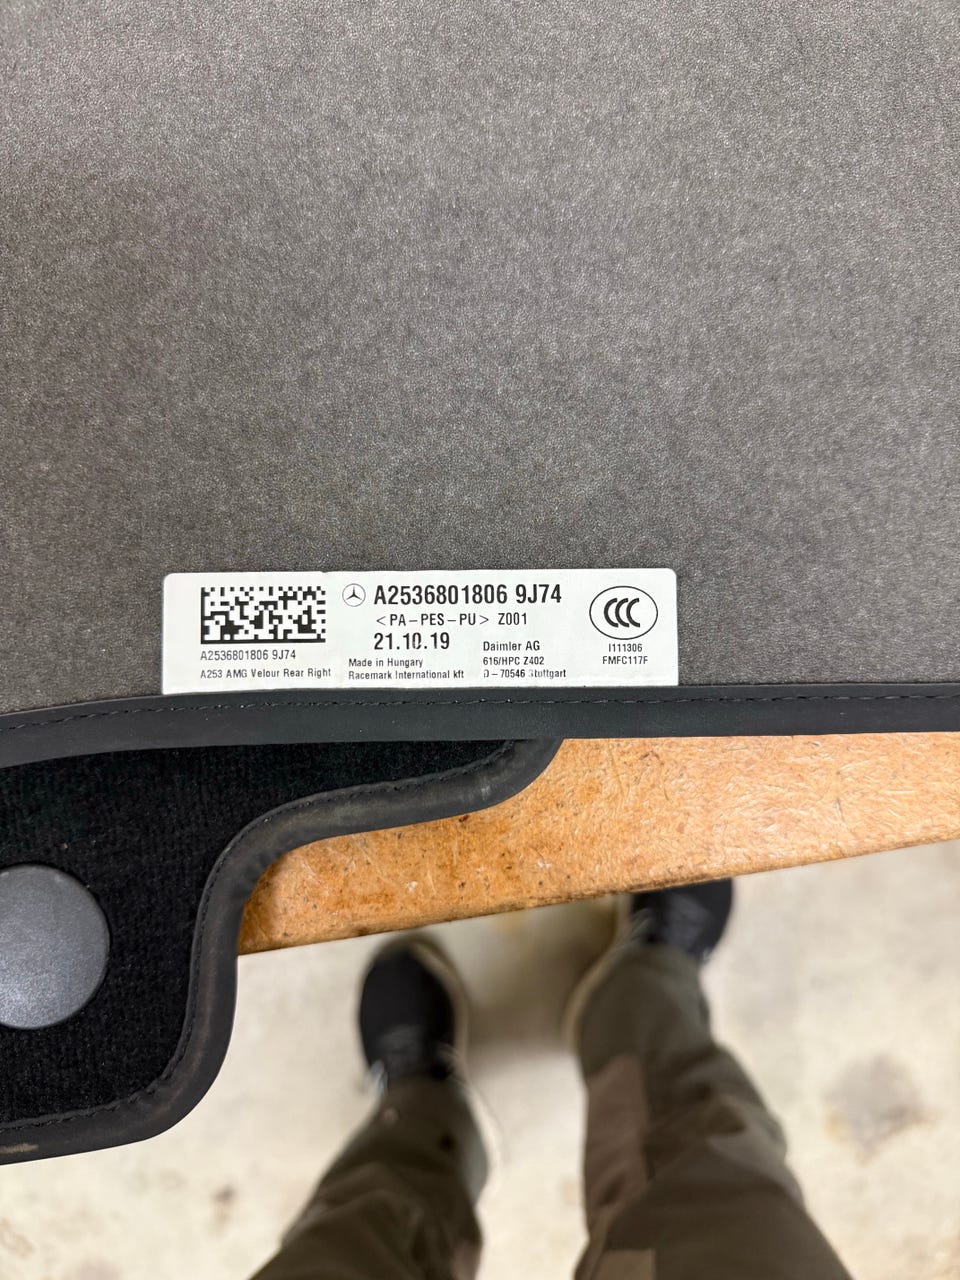 A2536801806 9J74
<PA-PES-PU> Z001
21.10.19
Made in Hungary
Racemark International kft
Daimler AG
616/HPC Z402
D-70546 Stuttgart
A2536801806 9J74
A253 AMG Velour Rear Right
CCC
I111306
FMFC117F